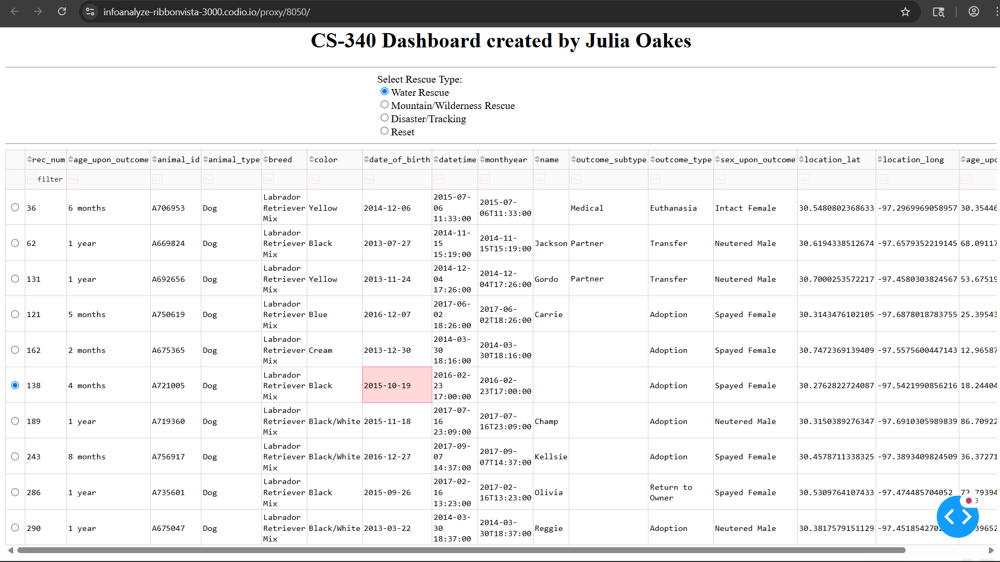 infoanalyze-ribbonvista-3000.codio.io/proxy/8050/
CS-340 Dashboard created by Julia Oakes
Select Rescue Type:
Water Rescue
Mountain/Wilderness Rescue
Disaster/Tracking
Reset
rec_num age_upon_outcome animal_id animal_type breed color date_of_birth datetime monthyear name outcome_subtype outcome_type sex_upon_outcome location_lat location_long age_upo
Aa filter Aa Aa Aa Aa Aa Aa Aa Aa Aa Aa Aa Aa Aa Aa Aa
36 6 months A706953 Dog Labrador Retriever Mix Yellow 2014-12-06 2015-07-06 11:33:00 2015-07-06T11:33:00 Medical Euthanasia Intact Female 30.5480802368633 -97.2969969058957 30.35446
62 1 year A669824 Dog Labrador Retriever Mix Black 2013-07-27 2014-11-15 15:19:00 2014-11-15T15:19:00 Jackson Partner Transfer Neutered Male 30.6194338512674 -97.6579352219145 68.09117
131 1 year A692656 Dog Labrador Retriever Mix Yellow 2013-11-24 2014-12-04 17:26:00 2014-12-04T17:26:00 Gordo Partner Transfer Neutered Male 30.7000253572217 -97.4580303824567 53.67519
121 5 months A750619 Dog Labrador Retriever Mix Blue 2016-12-07 2017-06-02 18:26:00 2017-06-02T18:26:00 Carrie Adoption Spayed Female 30.3143476102105 -97.6878018783755 25.39543
162 2 months A675365 Dog Labrador Retriever Mix Cream 2013-12-30 2014-03-30 18:16:00 2014-03-30T18:16:00 Adoption Spayed Female 30.7472369139409 -97.5575600447143 12.96587
138 4 months A721005 Dog Labrador Retriever Mix Black 2015-10-19 2016-02-23 17:00:00 2016-02-23T17:00:00 Adoption Spayed Female 30.2762822724087 -97.5421990856216 18.24404
189 1 year A719360 Dog Labrador Retriever Mix Black/White 2015-11-18 2017-07-16 23:09:00 2017-07-16T23:09:00 Champ Adoption Neutered Male 30.3150389276347 -97.6910305989839 86.70922
243 8 months A756917 Dog Labrador Retriever Mix Black/White 2016-12-27 2017-09-07 14:37:00 2017-09-07T14:37:00 Kellsie Adoption Spayed Female 30.4578711338325 -97.3893409824509 36.37271
286 1 year A735601 Dog Labrador Retriever Mix Black 2015-09-26 2017-02-16 13:23:00 2017-02-16T13:23:00 Olivia Return to Owner Spayed Female 30.5309764107433 -97.474485704052 72.79394
3
290 1 year A675047 Dog Labrador Retriever Mix Black/White 2013-03-22 2014-03-30 18:37:00 2014-03-30T18:37:00 Reggie Adoption Neutered Male 30.3817579151129 -97.451854270 39652